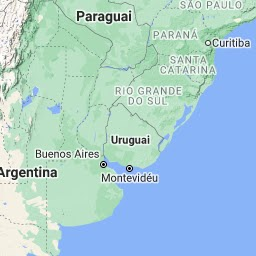 SÃO PAULO
Paraguai
PARANÁ
Curitiba
SANTA
CATARINA
RIO GRANDE
DO SUL
Uruguai
Buenos Aires
Argentina
Montevidéu